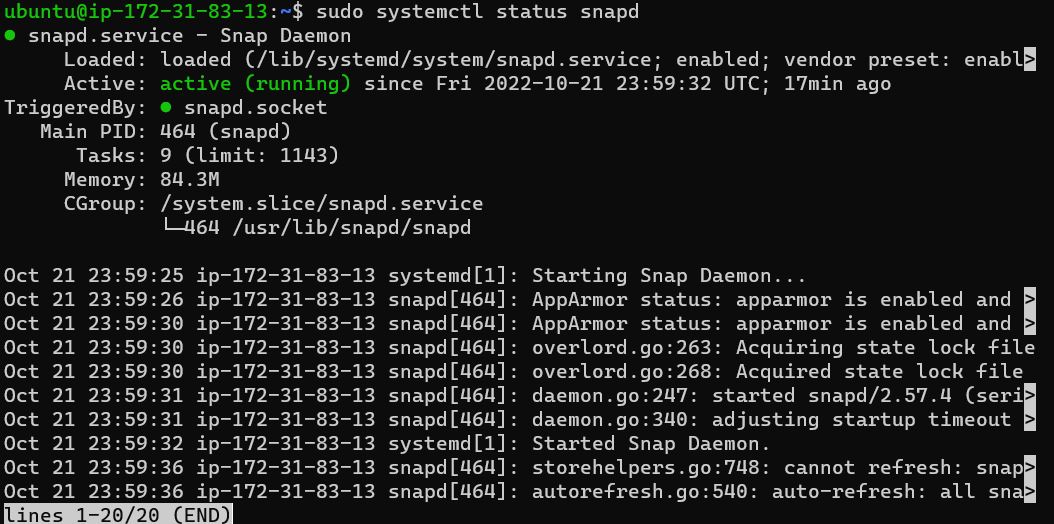 ubuntu@ip-172-31-83-13:~$ sudo systemctl status snapd
● snapd.service - Snap Daemon
     Loaded: loaded (/lib/systemd/system/snapd.service; enabled; vendor preset: enabl>
     Active: active (running) since Fri 2022-10-21 23:59:32 UTC; 17min ago
TriggeredBy: ● snapd.socket
   Main PID: 464 (snapd)
      Tasks: 9 (limit: 1143)
     Memory: 84.3M
     CGroup: /system.slice/snapd.service
             └─464 /usr/lib/snapd/snapd

Oct 21 23:59:25 ip-172-31-83-13 systemd[1]: Starting Snap Daemon...
Oct 21 23:59:26 ip-172-31-83-13 snapd[464]: AppArmor status: apparmor is enabled and >
Oct 21 23:59:30 ip-172-31-83-13 snapd[464]: AppArmor status: apparmor is enabled and >
Oct 21 23:59:30 ip-172-31-83-13 snapd[464]: overlord.go:263: Acquiring state lock file
Oct 21 23:59:30 ip-172-31-83-13 snapd[464]: overlord.go:268: Acquired state lock file
Oct 21 23:59:31 ip-172-31-83-13 snapd[464]: daemon.go:247: started snapd/2.57.4 (seri>
Oct 21 23:59:31 ip-172-31-83-13 snapd[464]: daemon.go:340: adjusting startup timeout >
Oct 21 23:59:32 ip-172-31-83-13 systemd[1]: Started Snap Daemon.
Oct 21 23:59:36 ip-172-31-83-13 snapd[464]: storehelpers.go:748: cannot refresh: snap>
Oct 21 23:59:36 ip-172-31-83-13 snapd[464]: autorefresh.go:540: auto-refresh: all sna>
lines 1-20/20 (END)